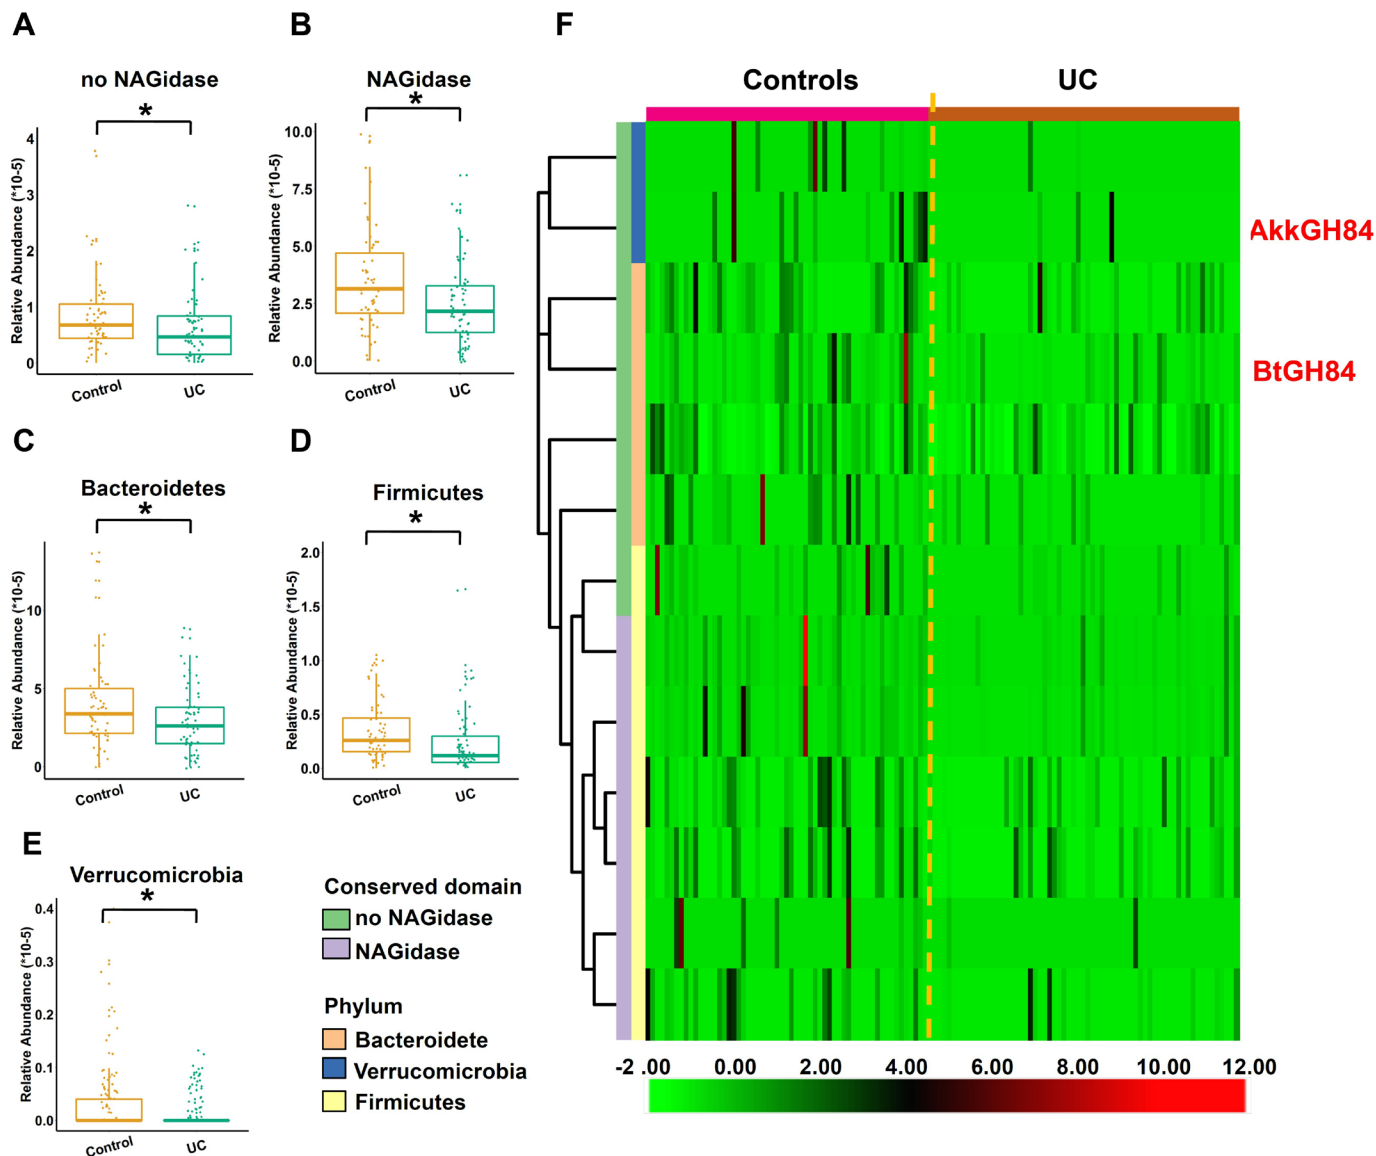 A
no NAGidase
*
Relative Abundance (*10-5)
4
3
2
1
0
Control
UC
B
NAGidase
*
Relative Abundance (*10-5)
10.0
7.5
5.0
2.5
0.0
Control
UC
C
Bacteroidetes
*
Relative Abundance (*10-5)
10
5
0
Control
UC
D
Firmicutes
*
Relative Abundance (*10-5)
2.0
1.5
1.0
0.5
0.0
Control
UC
E
Verrucomicrobia
*
Relative Abundance (*10-5)
0.4
0.3
0.2
0.1
0.0
Control
UC
Conserved domain
no NAGidase
NAGidase
Phylum
Bacteroidete
Verrucomicrobia
Firmicutes
F
Controls
UC
AkkGH84
BtGH84
-2.00 0.00 2.00 4.00 6.00 8.00 10.00 12.00